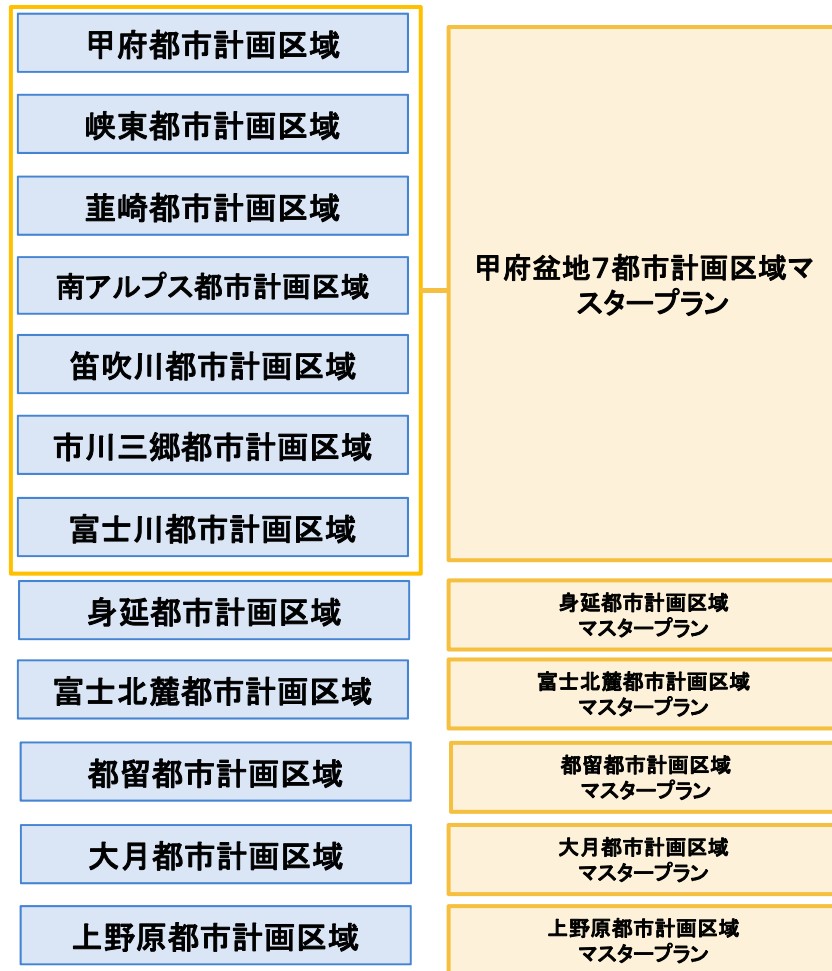 甲府都市計画区域
峡東都市計画区域
韮崎都市計画区域
南アルプス都市計画区域
笛吹川都市計画区域
市川三郷都市計画区域
富士川都市計画区域
甲府盆地7都市計画区域マ
スタープラン
身延都市計画区域
身延都市計画区域
マスタープラン
富士北麓都市計画区域
富士北麓都市計画区域
マスタープラン
都留都市計画区域
都留都市計画区域
マスタープラン
大月都市計画区域
大月都市計画区域
マスタープラン
上野原都市計画区域
上野原都市計画区域
マスタープラン